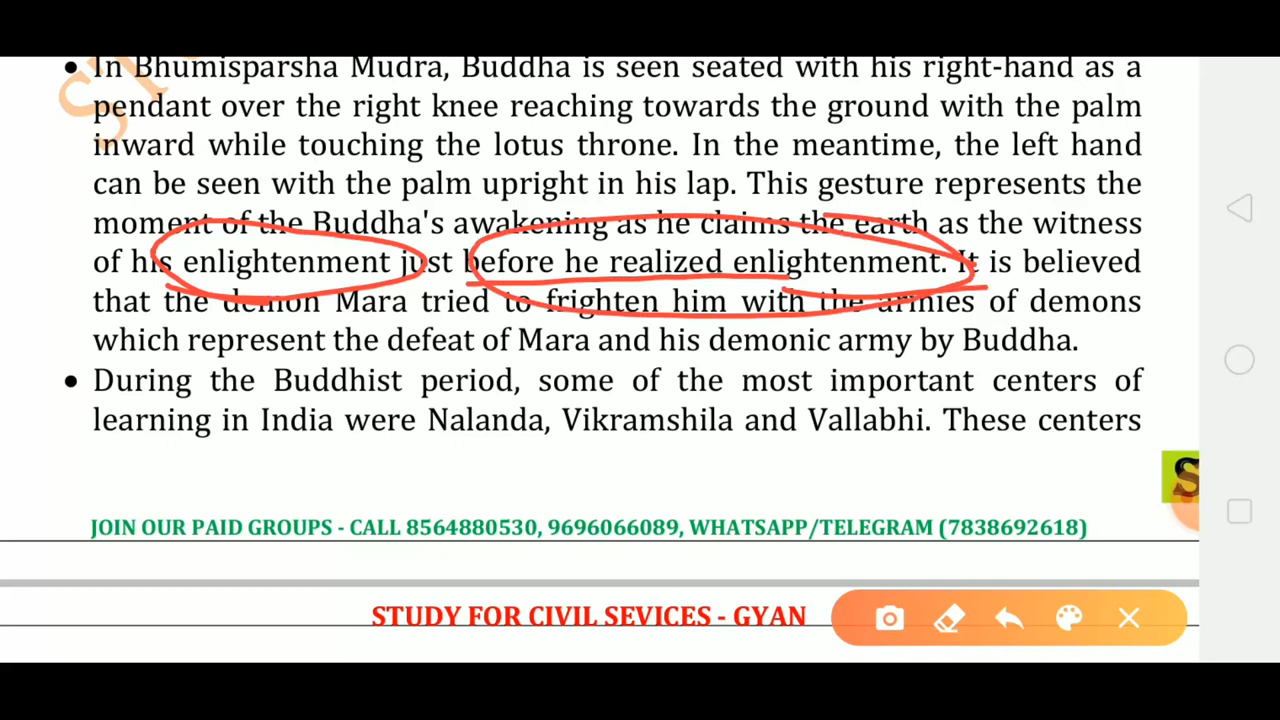 • In Bhumisparsha Mudra, Buddha is seen seated with his right-hand as a
pendant over the right knee reaching towards the ground with the palm
inward while touching the lotus throne. In the meantime, the left hand
can be seen with the palm upright in his lap. This gesture represents the
moment of the Buddha's awakening as he claims the earth as the witness
of his enlightenment just before he realized enlightenment. It is believed
that the demon Mara tried to frighten him with the armies of demons
which represent the defeat of Mara and his demonic army by Buddha.
• During the Buddhist period, some of the most important centers of
learning in India were Nalanda, Vikramshila and Vallabhi. These centers
JOIN OUR PAID GROUPS - CALL 8564880530, 9696066089, WHATSAPP/TELEGRAM (7838692618)
STUDY FOR CIVIL SEVICES - GYAN